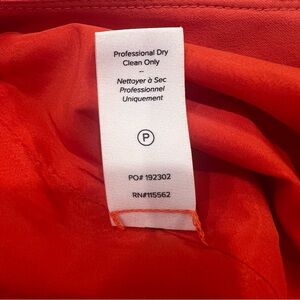 Professional Dry
Clean Only
--
Nettoyer à Sec
Professionnel
Uniquement
P
PO# 192302
RN#115562